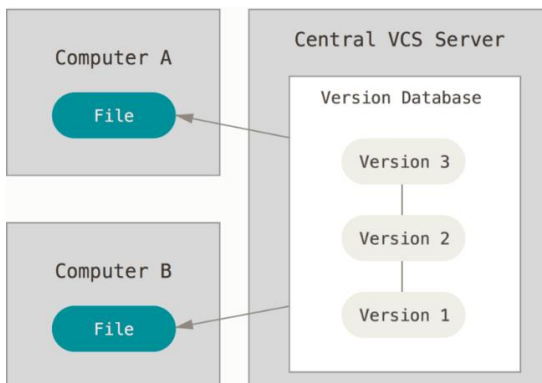 Computer A
File
Computer B
File
Central VCS Server
Version Database
Version 3
Version 2
Version 1